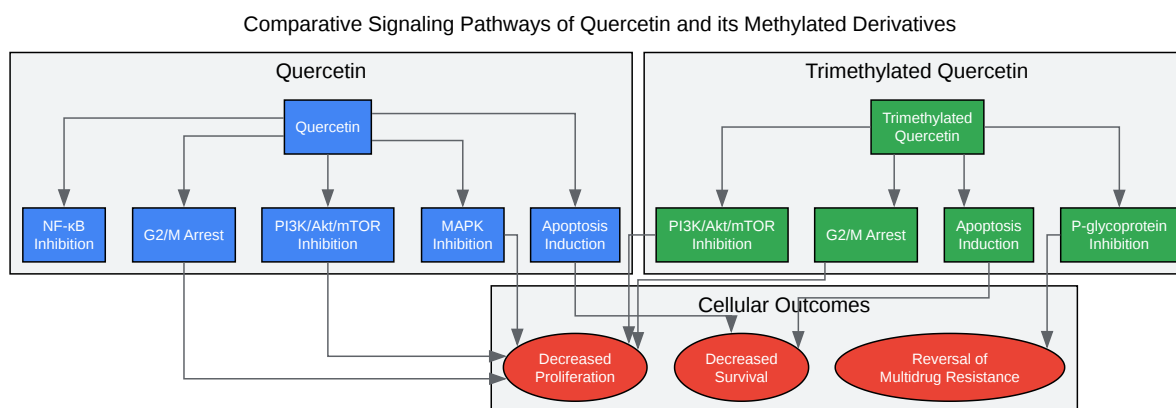 Comparative Signaling Pathways of Quercetin and its Methylated Derivatives
Quercetin
Trimethylated Quercetin
Quercetin
Trimethylated
Quercetin
NF-κB
Inhibition
G2/M Arrest
PI3K/Akt/mTOR
Inhibition
MAPK
Inhibition
Apoptosis
Induction
PI3K/Akt/mTOR
Inhibition
G2/M Arrest
Apoptosis
Induction
P-glycoprotein
Inhibition
Cellular Outcomes
Decreased
Proliferation
Decreased
Survival
Reversal of
Multidrug Resistance